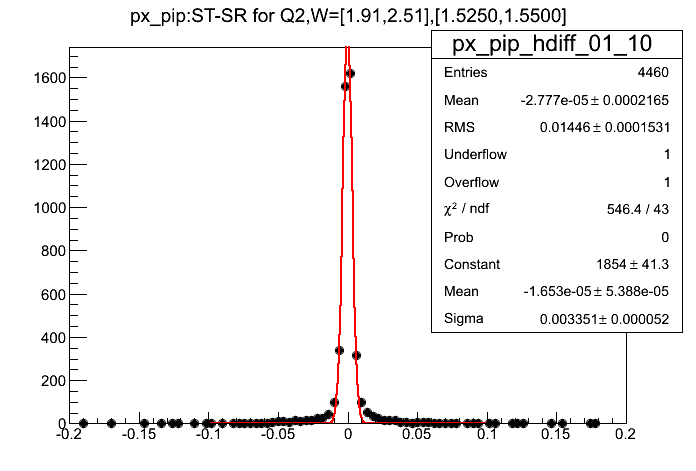 px_pip:ST-SR for Q2,W=[1.91,2.51],[1.5250,1.5500]
px_pip_hdiff_01_10
Entries 4460
Mean -2.777e-05 ± 0.0002165
RMS 0.01446 ± 0.0001531
Underflow 1
Overflow 1
χ² / ndf 546.4 / 43
Prob 0
Constant 1854 ± 41.3
Mean -1.653e-05 ± 5.388e-05
Sigma 0.003351 ± 0.000052
1600
1400
1200
1000
800
600
400
200
0
-0.2 -0.15 -0.1 -0.05 0 0.05 0.1 0.15 0.2